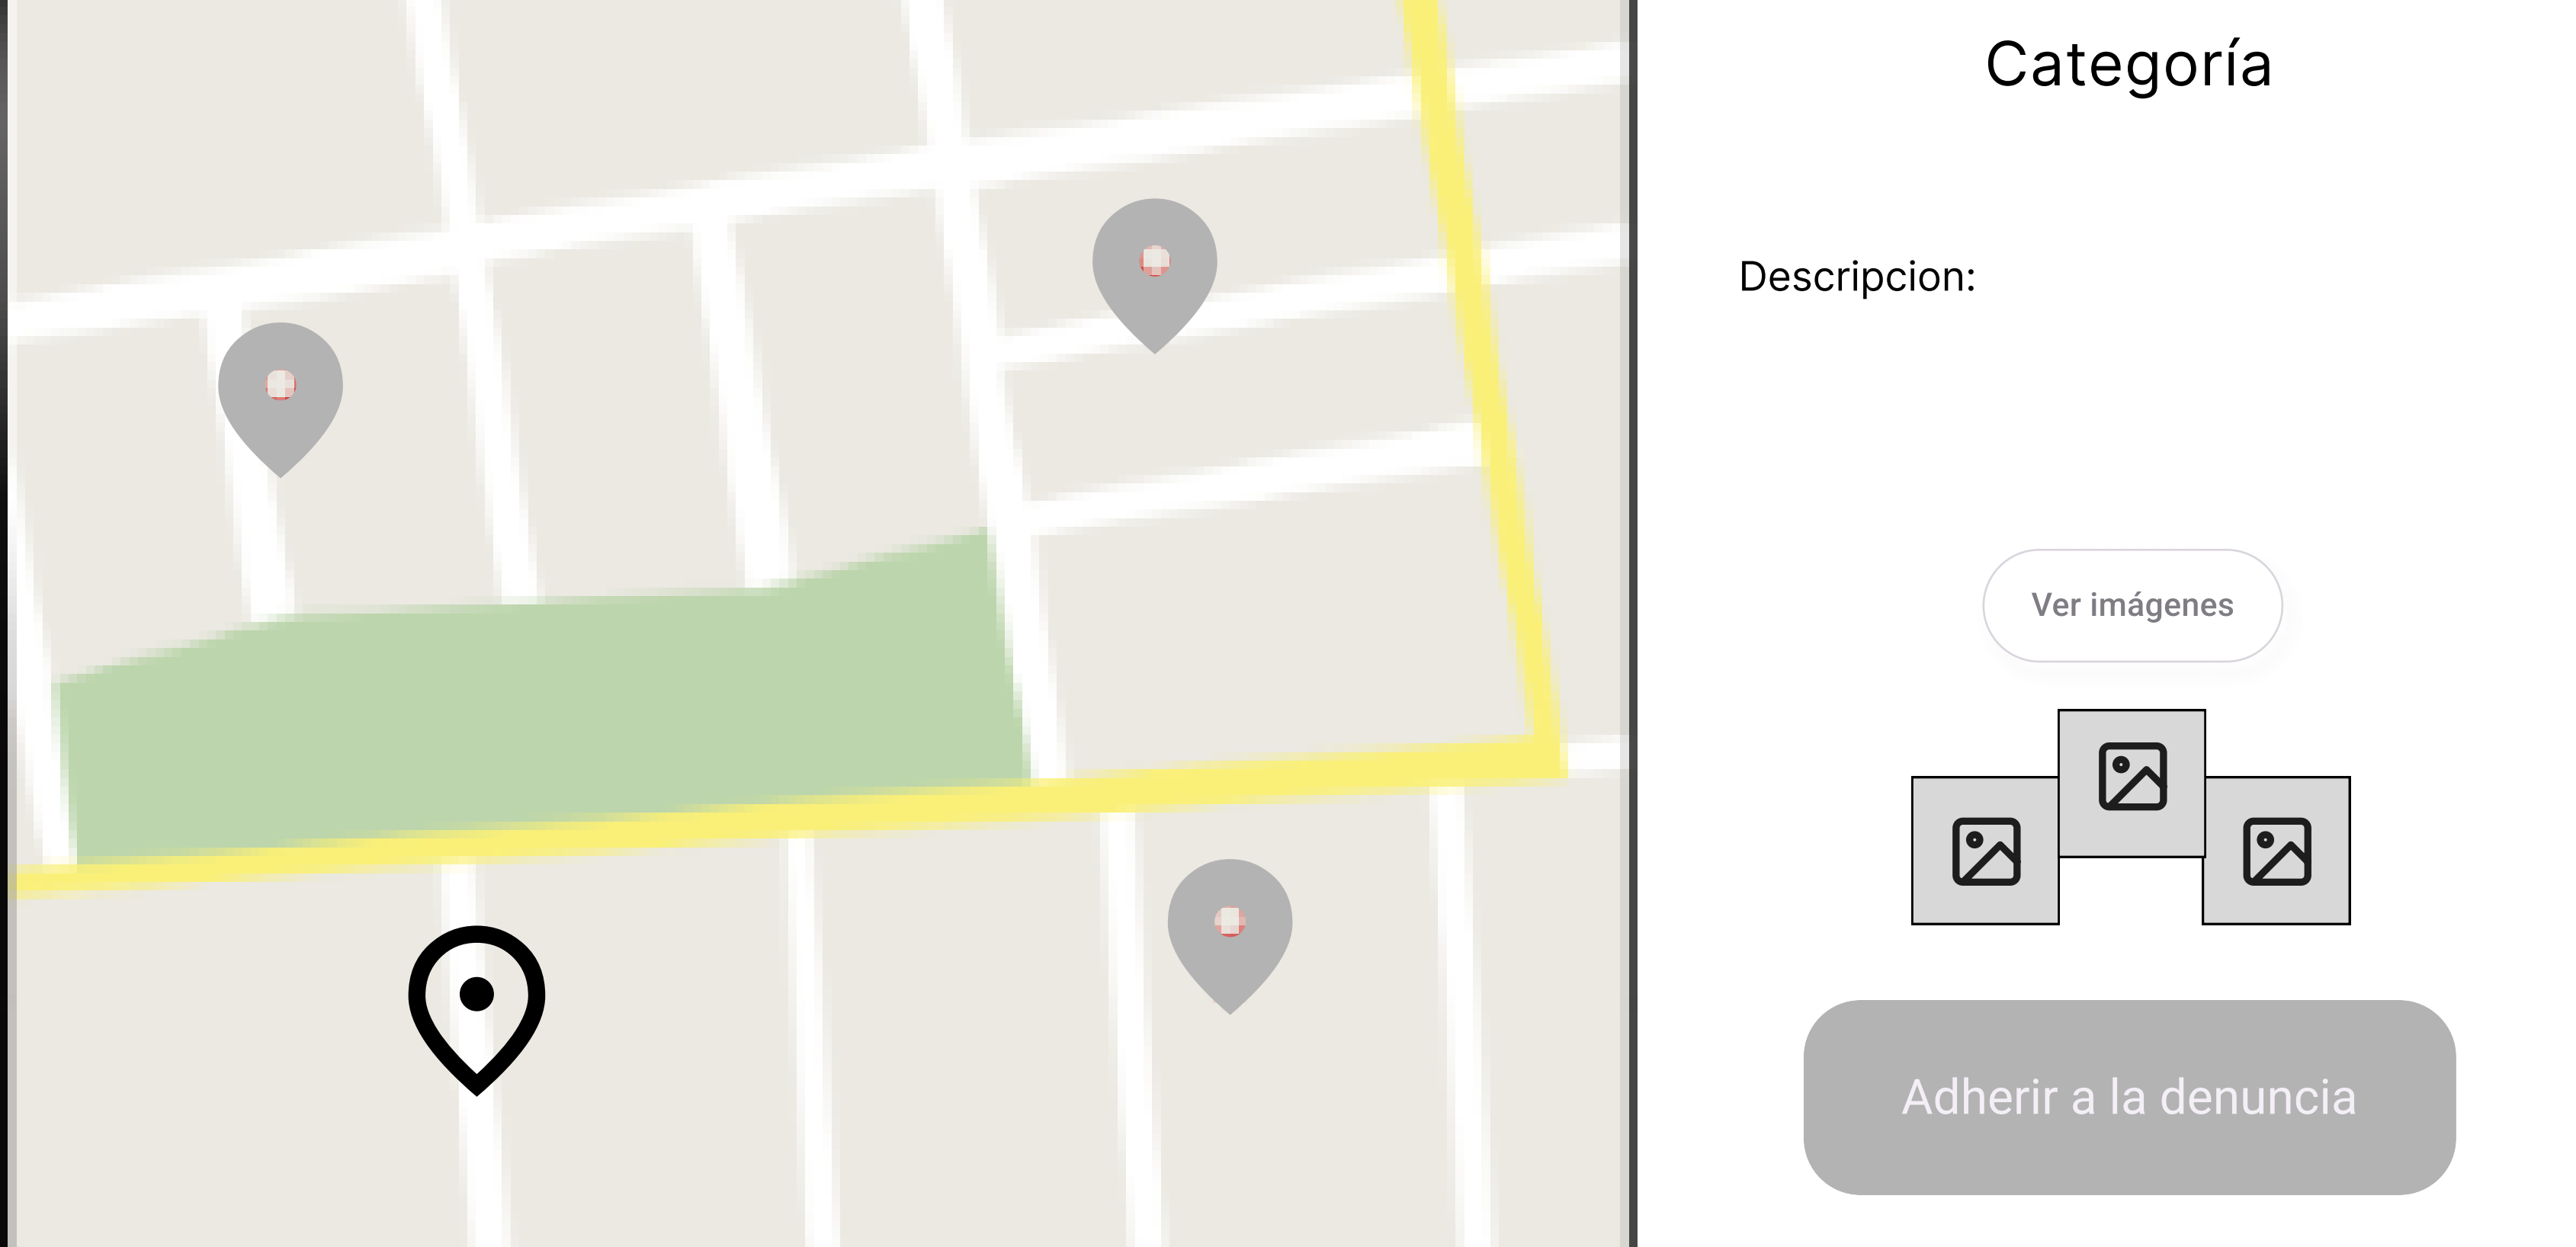 Categoría
Descripcion:
Ver imágenes
Adherir a la denuncia